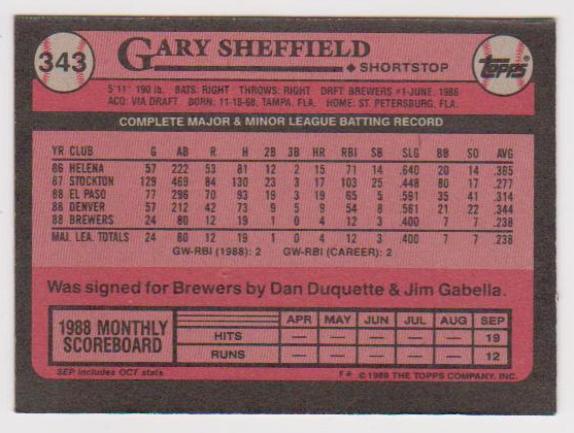 343
GARY SHEFFIELD
SHORTSTOP
TOPPS
5'11" 190 lb. BATS: RIGHT THROWS: RIGHT DRFT: BREWERS #1-JUNE, 1986
ACQ: VIA DRAFT BORN: 11-18-68, TAMPA, FLA. HOME: ST. PETERSBURG, FLA.
COMPLETE MAJOR & MINOR LEAGUE BATTING RECORD
YR CLUB G AB R H 2B 3B HR RBI SB SLG BB SO AVG
86 HELENA 57 222 53 81 12 2 15 71 14 .640 20 14 .365
87 STOCKTON 129 469 84 130 23 3 17 103 25 .448 80 17 .277
88 EL PASO 77 296 70 93 19 3 19 65 5 .591 35 41 .314
88 DENVER 57 212 42 73 9 5 9 54 8 .561 21 22 .344
88 BREWERS 24 80 12 19 1 0 4 12 3 .400 7 7 .238
MAJ. LEA. TOTALS 24 80 12 19 1 0 4 12 3 .400 7 7 .238
GW-RBI (1988): 2 GW-RBI (CAREER): 2
Was signed for Brewers by Dan Duquette & Jim Gabella.
1988 MONTHLY SCOREBOARD
APR MAY JUN JUL AUG SEP
HITS — — — — — 19
RUNS — — — — — 12
SEP includes OCT stats
F* © 1989 THE TOPPS COMPANY, INC.